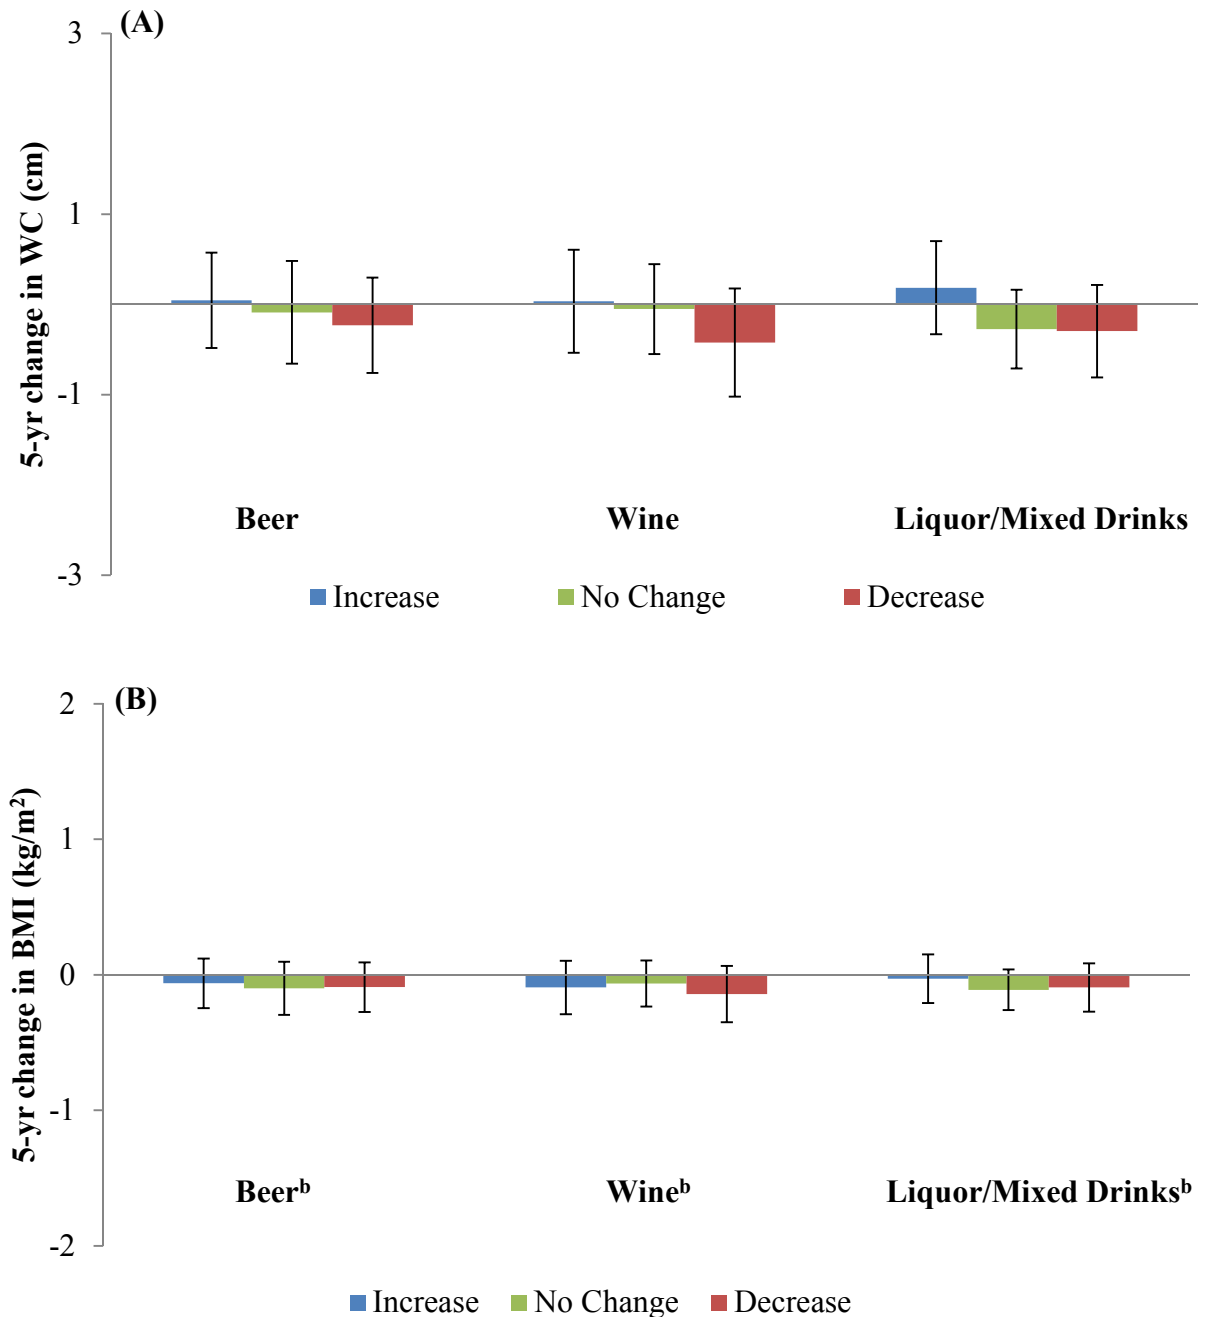 (A)
3
1
-1
-3
5-yr change in WC (cm)
Beer Wine Liquor/Mixed Drinks
Increase No Change Decrease
(B)
2
1
0
-1
-2
5-yr change in BMI (kg/m²)
Beerᵇ Wineᵇ Liquor/Mixed Drinksᵇ
Increase No Change Decrease